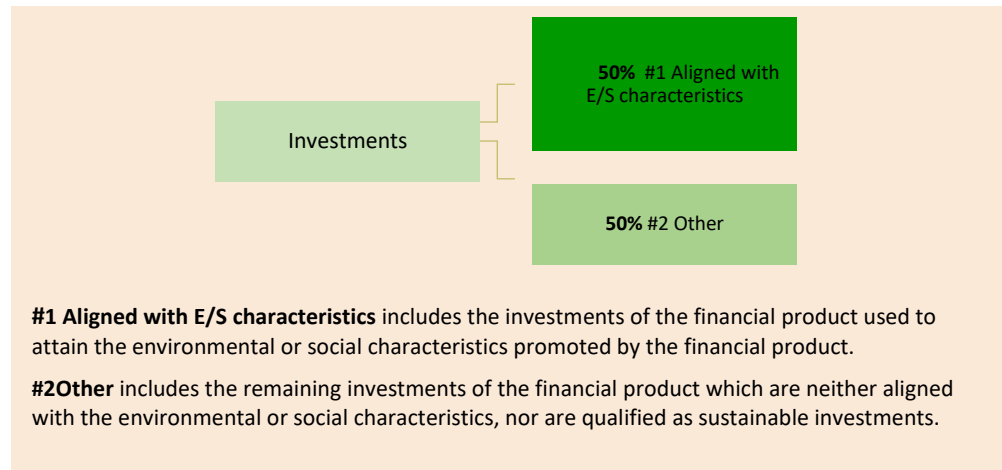 50% #1 Aligned with
E/S characteristics
Investments
50% #2 Other
#1 Aligned with E/S characteristics includes the investments of the financial product used to
attain the environmental or social characteristics promoted by the financial product.
#2Other includes the remaining investments of the financial product which are neither aligned
with the environmental or social characteristics, nor are qualified as sustainable investments.